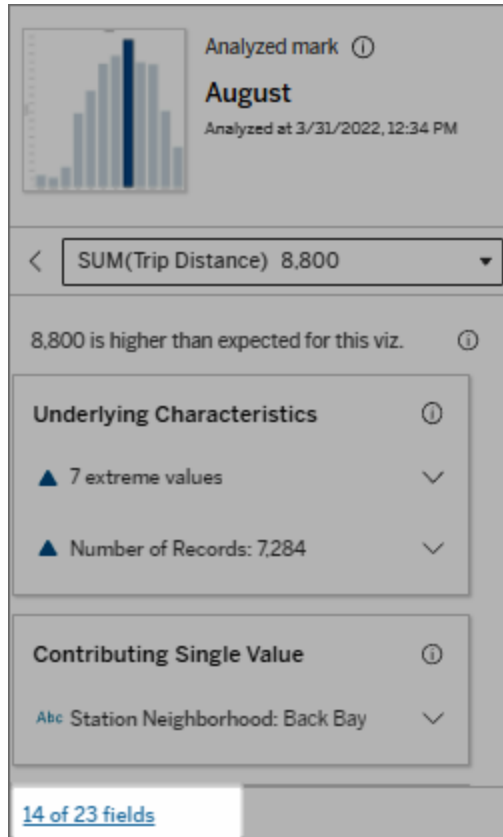 Analyzed mark
August
Analyzed at 3/31/2022, 12:34 PM
SUM(Trip Distance) 8,800
8,800 is higher than expected for this viz.
Underlying Characteristics
7 extreme values
Number of Records: 7,284
Contributing Single Value
Abc Station Neighborhood: Back Bay
14 of 23 fields